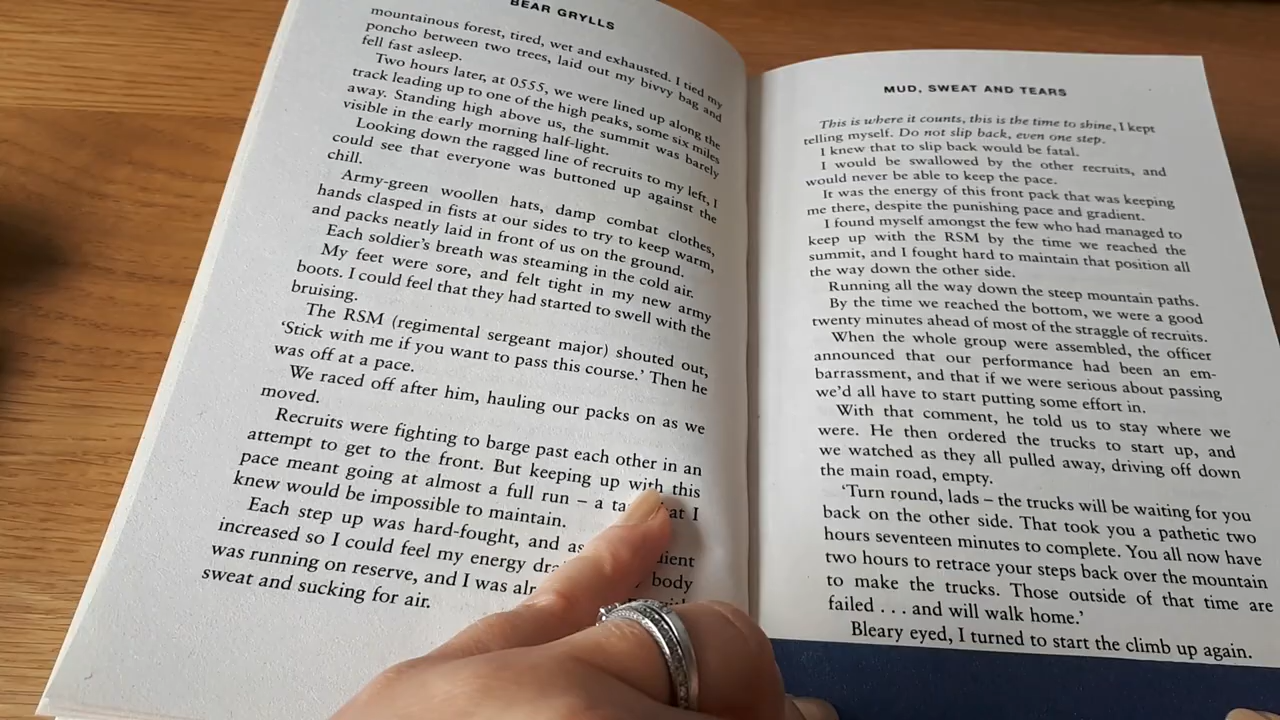 BEAR GRYLLS
mountainous forest, tired, wet and exhausted. I tied my
poncho between two trees, laid out my bivvy bag and
fell fast asleep.
Two hours later, at 0555, we were lined up along the
track leading up to one of the high peaks, some six miles
away. Standing high above us, the summit was barely
visible in the early morning half-light.
Looking down the ragged line of recruits to my left, I
could see that everyone was buttoned up against the
chill.
Army-green woollen hats, damp combat clothes,
hands clasped in fists at our sides to try to keep warm,
and packs neatly laid in front of us on the ground.
Each soldier's breath was steaming in the cold air.
My feet were sore, and felt tight in my new army
boots. I could feel that they had started to swell with the
bruising.
The RSM (regimental sergeant major) shouted out,
'Stick with me if you want to pass this course.' Then he
was off at a pace.
We raced off after him, hauling our packs on as we
moved.
Recruits were fighting to barge past each other in an
attempt to get to the front. But keeping up with this
pace meant going at almost a full run – a I
knew would be impossible to maintain.
Each step up was hard-fought, and as
increased so I could feel my energy
was running on reserve, and I was body
sweat and sucking for air.
MUD, SWEAT AND TEARS
This is where it counts, this is the time to shine, I kept
telling myself. Do not slip back, even one step.
I knew that to slip back would be fatal.
I would be swallowed by the other recruits, and
would never be able to keep the pace.
It was the energy of this front pack that was keeping
me there, despite the punishing pace and gradient.
I found myself amongst the few who had managed to
keep up with the RSM by the time we reached the
summit, and I fought hard to maintain that position all
the way down the other side.
Running all the way down the steep mountain paths.
By the time we reached the bottom, we were a good
twenty minutes ahead of most of the straggle of recruits.
When the whole group were assembled, the officer
announced that our performance had been an em-
barrassment, and that if we were serious about passing
we'd all have to start putting some effort in.
With that comment, he told us to stay where we
were. He then ordered the trucks to start up, and
we watched as they all pulled away, driving off down
the main road, empty.
'Turn round, lads – the trucks will be waiting for you
back on the other side. That took you a pathetic two
hours seventeen minutes to complete. You all now have
two hours to retrace your steps back over the mountain
to make the trucks. Those outside of that time are
failed . . . and will walk home.'
Bleary eyed, I turned to start the climb up again.